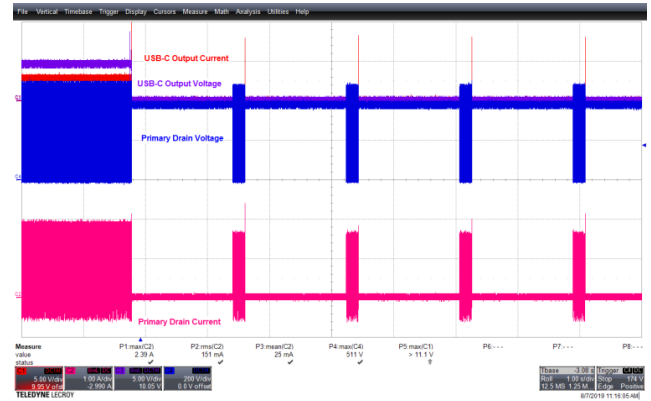 File Vertical Timebase Trigger Display Cursors Measure Math Analysis Utilities Help
USB-C Output Current
USB-C Output Voltage
Primary Drain Voltage
Primary Drain Current
Measure P1:max(C2) P2:rms(C2) P3:mean(C2) P4:max(C4) P5:max(C1) P6:- - - P7:- - - P8:- - -
value 2.39 A 151 mA 25 mA 511 V > 11.1 V
status
C1
5.00 V/div 1.00 A/div 5.00 V/div 200 V/div
9.95 V ofst -2.990 A 10.05 V 0.0 V offset
Tbase -3.08 s Trigger
Roll 1.00 s/div Stop 174 V
12.5 MS 1.25 M Edge Positive
TELEDYNE LECROY
8/7/2019 11:16:05 AM